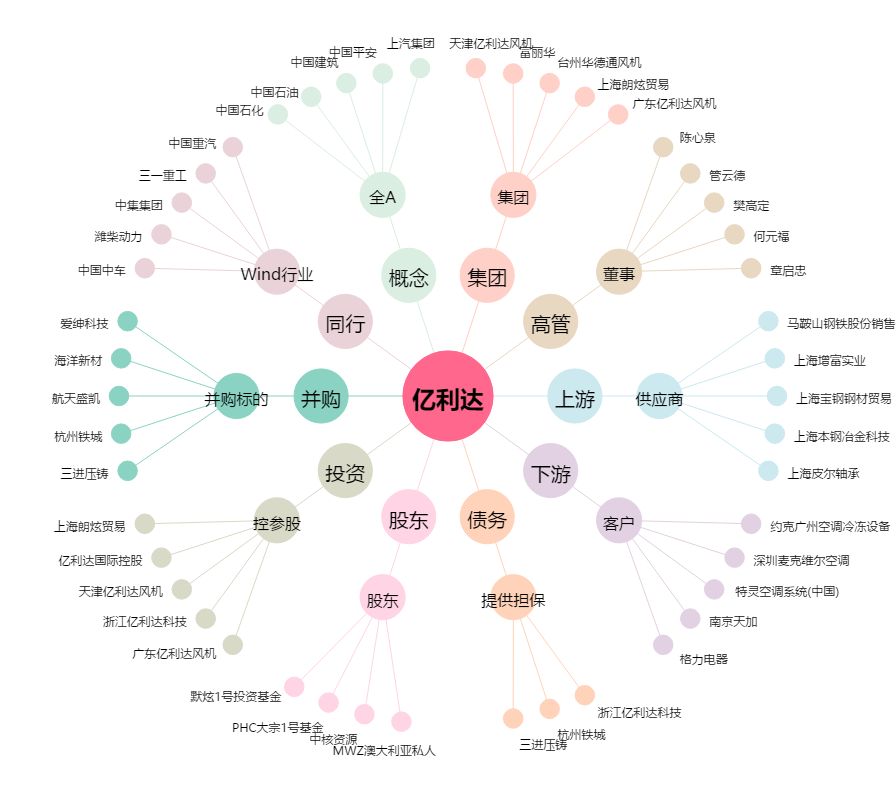 上汽集团
天津亿利达风机
中国平安
富丽华
中国建筑
台州华德通风机
中国石油
上海朗炫贸易
中国石化
广东亿利达风机
中国重汽
陈心泉
三一重工
管云德
中集集团
全A
集团
樊高定
潍柴动力
何元福
中国中车
Wind行业
概念
集团
董事
章启忠
爱绅科技
同行
高管
马鞍山钢铁股份销售
海洋新材
上海增富实业
航天盛凯
并购标的
并购
亿利达
上游
供应商
上海宝钢钢材贸易
杭州铁城
上海本钢冶金科技
三进压铸
投资
下游
上海皮尔轴承
上海朗炫贸易
控参股
股东
债务
客户
约克广州空调冷冻设备
亿利达国际控股
深圳麦克维尔空调
天津亿利达风机
股东
提供担保
特灵空调系统(中国)
浙江亿利达科技
南京天加
广东亿利达风机
格力电器
默炫1号投资基金
浙江亿利达科技
PHC大宗1号基金
杭州铁城
中核资源
三进压铸
MWZ澳大利亚私人